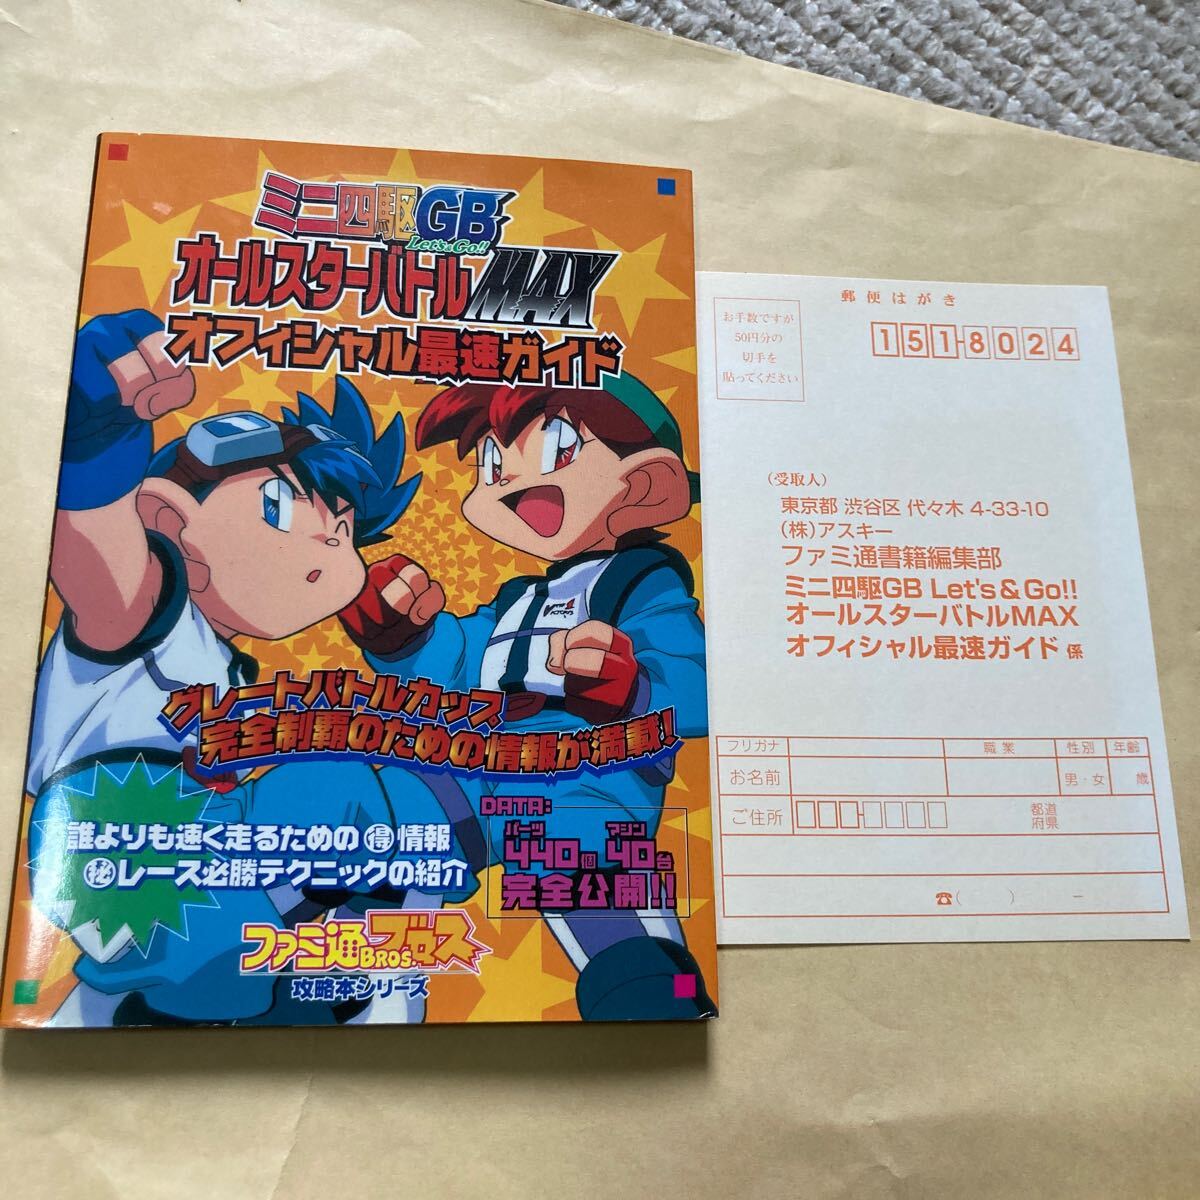 ミニ四駆GB
Let's&Go!!
オールスターバトルMAX
オフィシャル最速ガイド
グレートバトルカップ
完全制覇のための情報が満載!
誰よりも速く走るための得情報
秘レース必勝テクニックの紹介
DATA:
パーツ マシン
440個 40台
完全公開!!
ファミ通ブロス
BROS.
攻略本シリーズ
郵便はがき
お手数ですが
50円分の
切手を
貼ってください
151-8024
(受取人)
東京都 渋谷区 代々木 4-33-10
(株)アスキー
ファミ通書籍編集部
ミニ四駆GB Let's&Go!!
オールスターバトルMAX
オフィシャル最速ガイド 係
フリガナ 職業 性別 年齢
お名前 男・女 歳
ご住所 都道
府県
☎( ) −